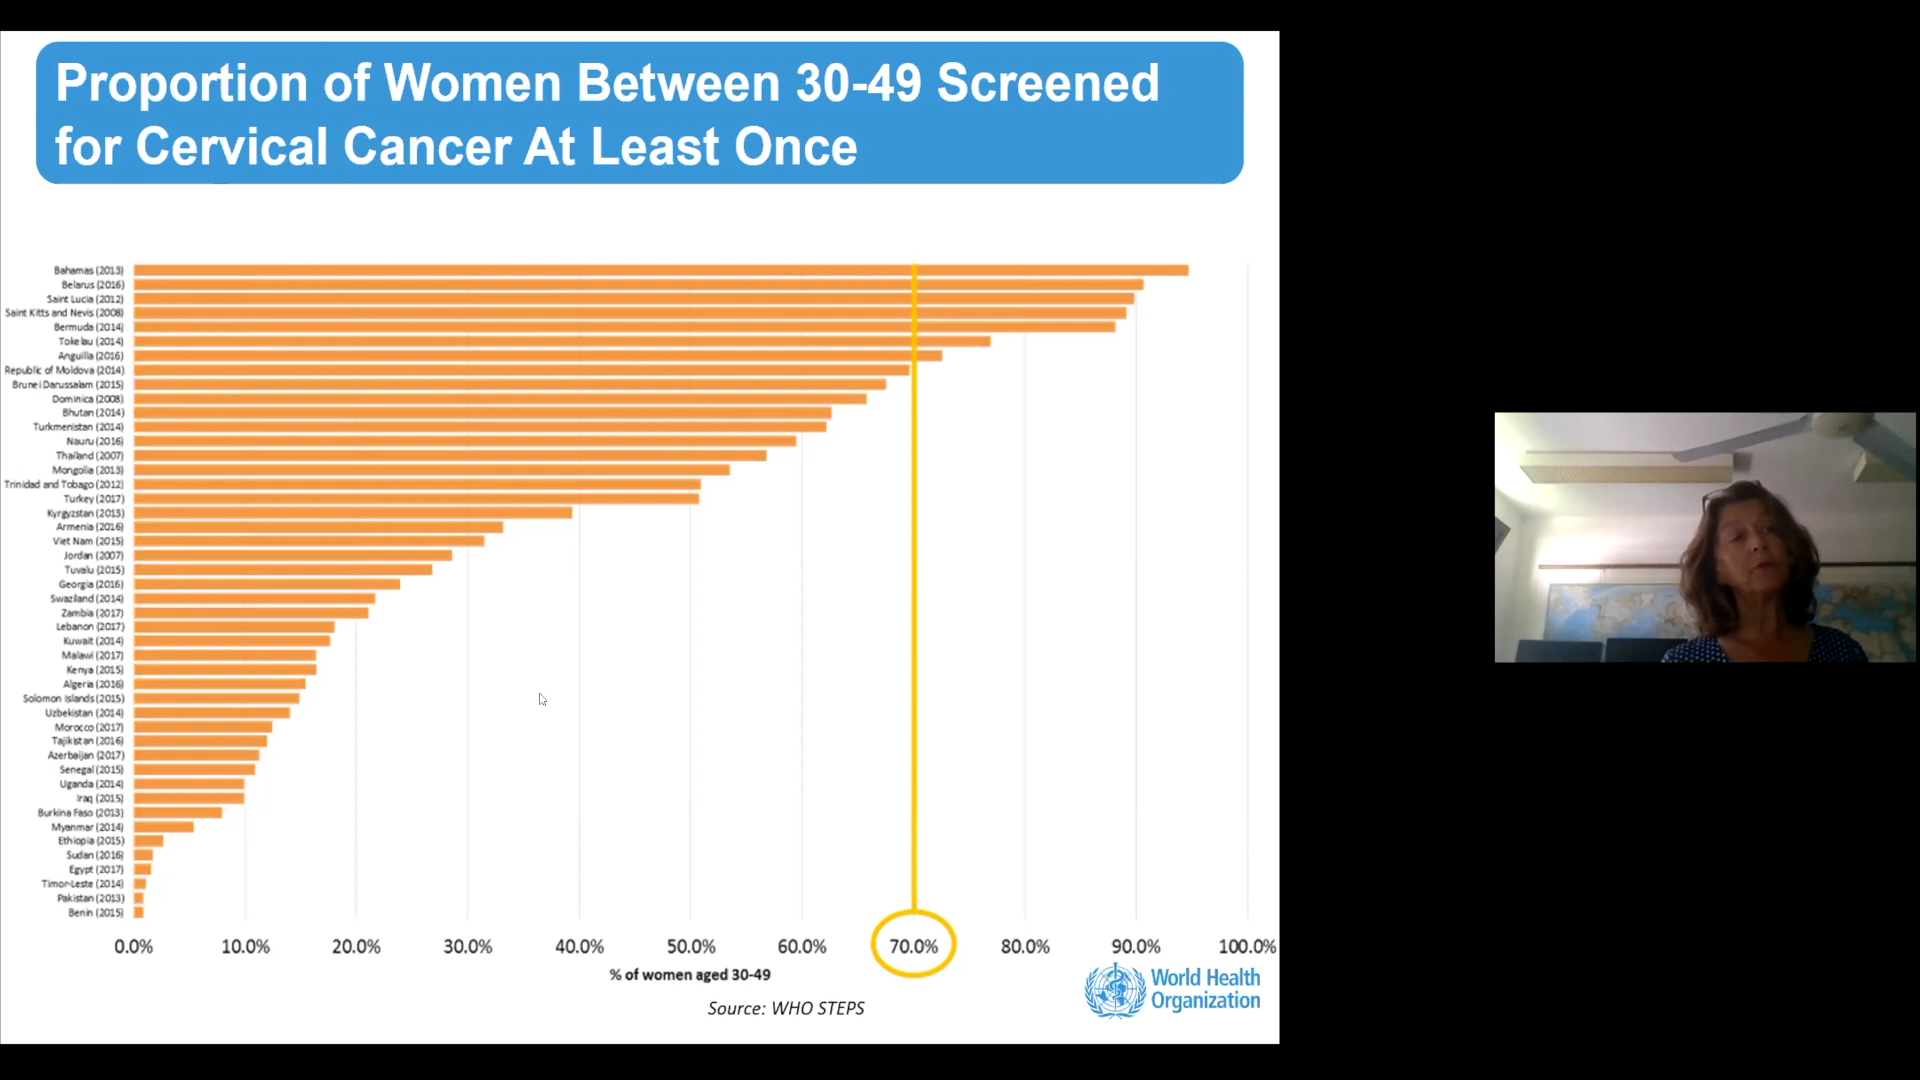 Proportion of Women Between 30-49 Screened
for Cervical Cancer At Least Once
Bahamas (2013)
Belarus (2016)
Saint Lucia (2012)
Saint Kitts and Nevis (2008)
Bermuda (2014)
Tokelau (2014)
Anguilla (2016)
Republic of Moldova (2014)
Brunei Darussalam (2015)
Dominica (2008)
Bhutan (2014)
Turkmenistan (2014)
Nauru (2016)
Thailand (2007)
Mongolia (2013)
Trinidad and Tobago (2012)
Turkey (2017)
Kyrgyzstan (2013)
Armenia (2016)
Viet Nam (2015)
Jordan (2007)
Tuvalu (2015)
Georgia (2016)
Swaziland (2014)
Zambia (2017)
Lebanon (2017)
Kuwait (2014)
Malawi (2017)
Kenya (2015)
Algeria (2016)
Solomon Islands (2015)
Uzbekistan (2014)
Morocco (2017)
Tajikistan (2016)
Azerbaijan (2017)
Senegal (2015)
Uganda (2014)
Iraq (2015)
Burkina Faso (2013)
Myanmar (2014)
Ethiopia (2015)
Sudan (2016)
Egypt (2017)
Timor-Leste (2014)
Pakistan (2013)
Benin (2015)
0.0% 10.0% 20.0% 30.0% 40.0% 50.0% 60.0% 70.0% 80.0% 90.0% 100.0%
% of women aged 30-49
Source: WHO STEPS
World Health
Organization